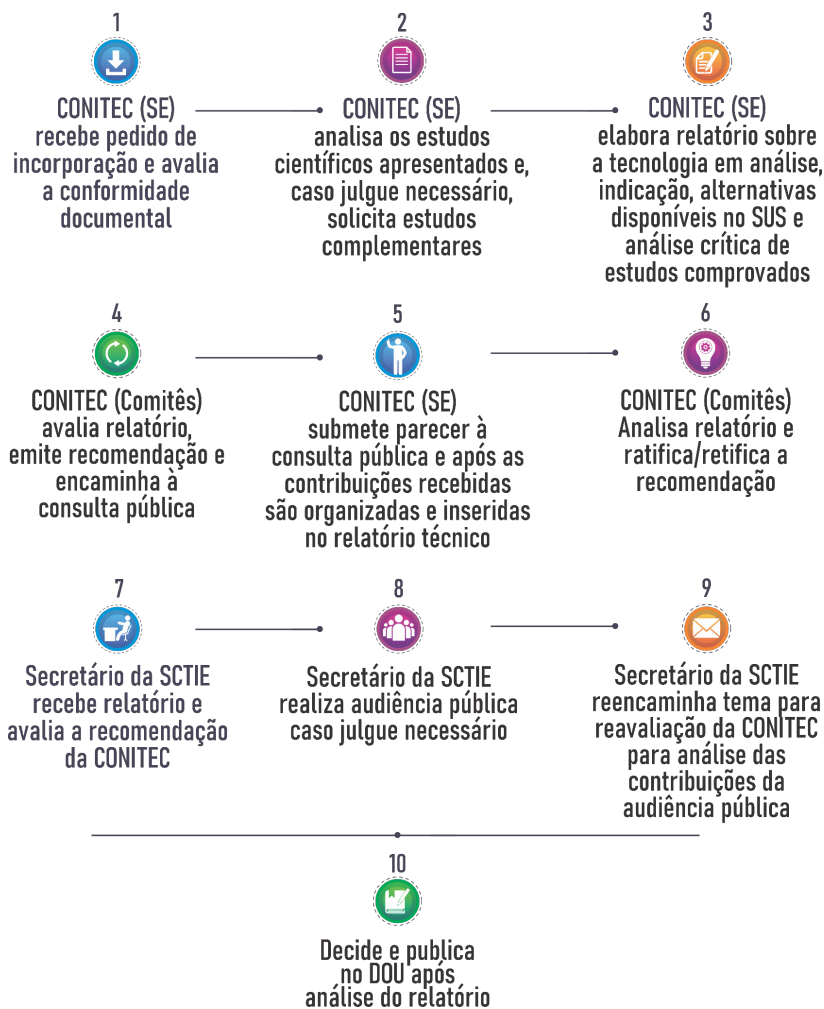 1
CONITEC (SE)
recebe pedido de
incorporação e avalia
a conformidade
documental
2
CONITEC (SE)
analisa os estudos
científicos apresentados e,
caso julgue necessário,
solicita estudos
complementares
3
CONITEC (SE)
elabora relatório sobre
a tecnologia em análise,
indicação, alternativas
disponíveis no SUS e
análise crítica de
estudos comprovados
4
CONITEC (Comitês)
avalia relatório,
emite recomendação e
encaminha à
consulta pública
5
CONITEC (SE)
submete parecer à
consulta pública e após as
contribuições recebidas
são organizadas e inseridas
no relatório técnico
6
CONITEC (Comitês)
Analisa relatório e
ratifica/retifica a
recomendação
7
Secretário da SCTIE
recebe relatório e
avalia a recomendação
da CONITEC
8
Secretário da SCTIE
realiza audiência pública
caso julgue necessário
9
Secretário da SCTIE
reencaminha tema para
reavaliação da CONITEC
para análise das
contribuições da
audiência pública
10
Decide e publica
no DOU após
análise do relatório